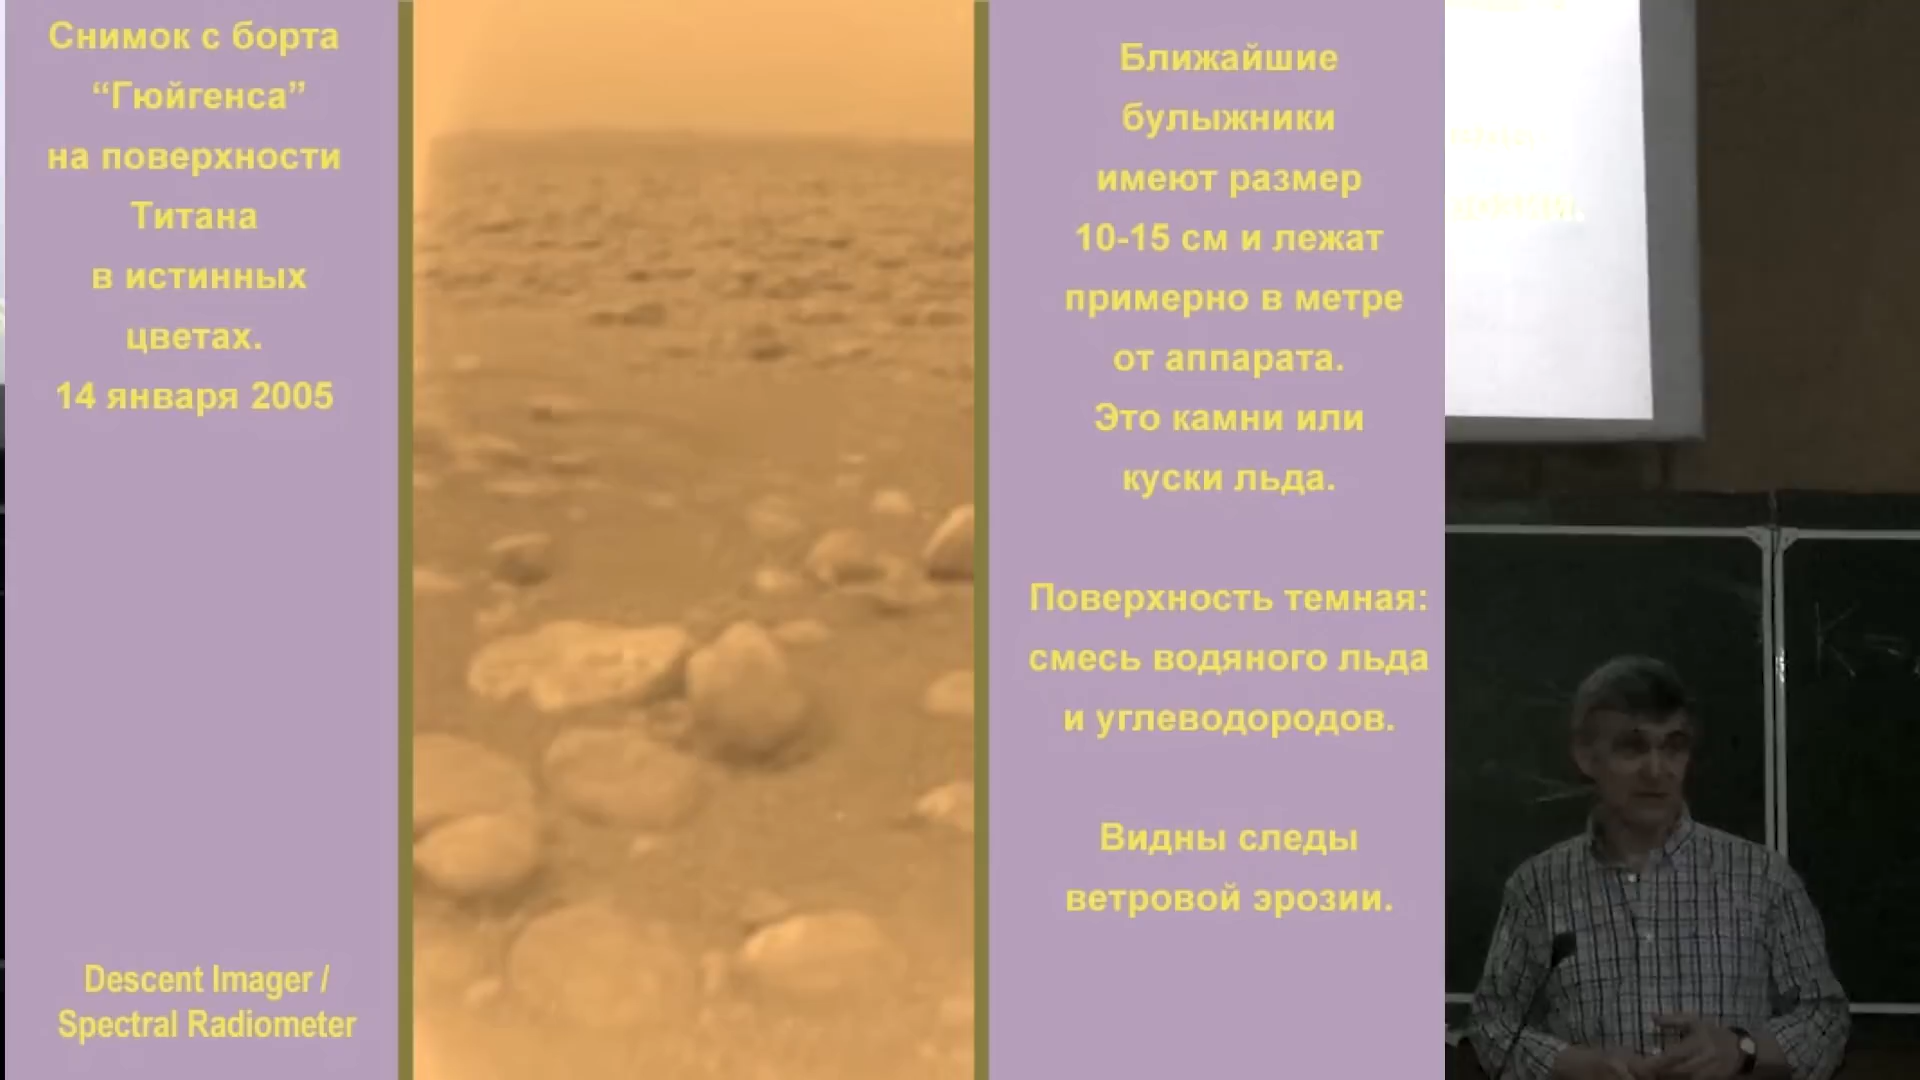 Снимок с борта
“Гюйгенса”
на поверхности
Титана
в истинных
цветах.
14 января 2005
Descent Imager /
Spectral Radiometer
Ближайшие
булыжники
имеют размер
10-15 см и лежат
примерно в метре
от аппарата.
Это камни или
куски льда.
Поверхность темная:
смесь водяного льда
и углеводородов.
Видны следы
ветровой эрозии.